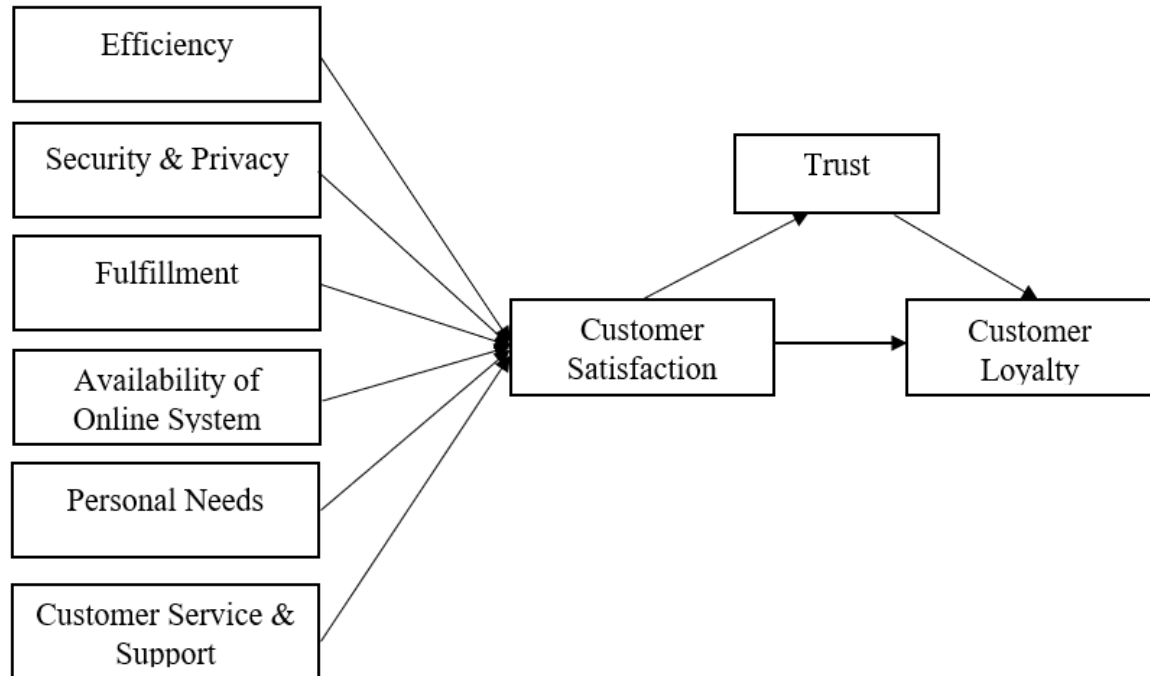 Efficiency
Security & Privacy
Fulfillment
Availability of
Online System
Personal Needs
Customer Service &
Support
Trust
Customer
Satisfaction
Customer
Loyalty